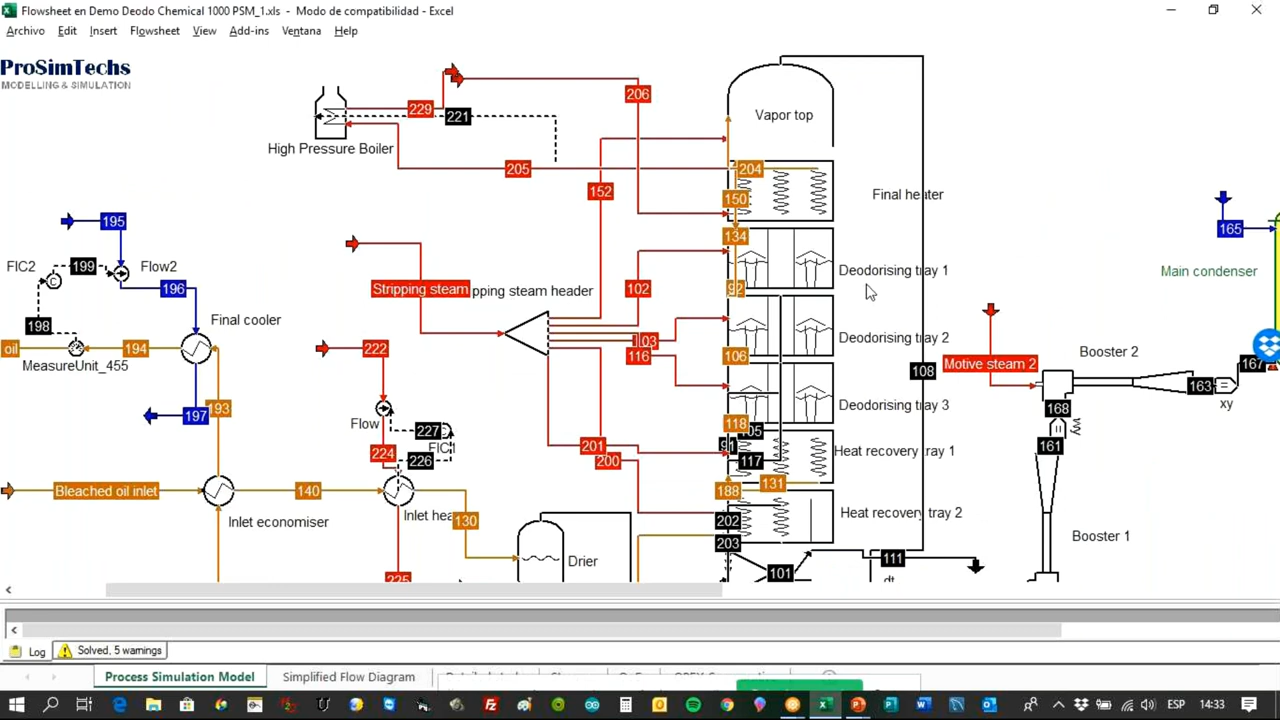 Flowsheet en Demo Deodo Chemical 1000 PSM_1.xls - Modo de compatibilidad - Excel
Archivo Edit Insert Flowsheet View Add-ins Ventana Help
ProSimTechs
MODELLING & SIMULATION
206
229
221
Vapor top
High Pressure Boiler
205
204
152
150
Final heater
195
165
134
FIC2
199
Flow2
Deodorising tray 1
Main condenser
196
Stripping steam
pping steam header
102
92
198
Final cooler
Deodorising tray 2
oil
194
222
103
116
106
Motive steam 2
Booster 2
MeasureUnit_455
108
167
163
197
193
Flow
Deodorising tray 3
168
xy
118
227
FIC1
201
91
105
161
224
226
200
117
Heat recovery tray 1
Bleached oil inlet
140
188
131
Inlet economiser
Inlet hea
130
202
Heat recovery tray 2
203
Booster 1
Drier
225
101
111
dt
Log
Solved, 5 warnings
Process Simulation Model
Simplified Flow Diagram
ESP 14:33